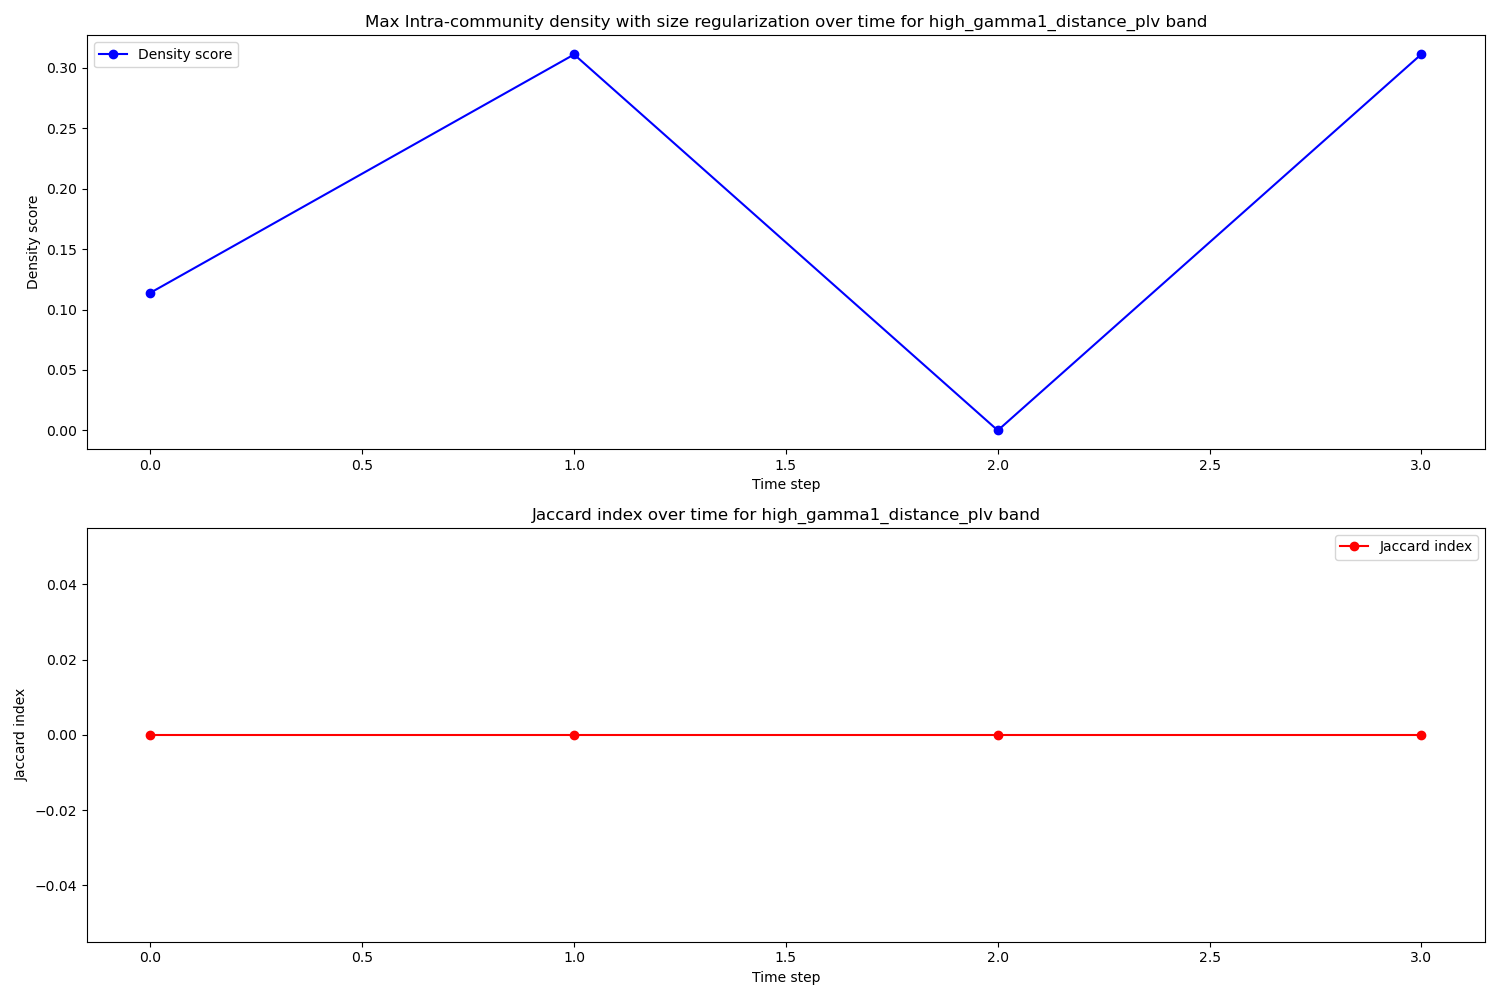 Max Intra-community density with size regularization over time for high_gamma1_distance_plv band
Density score
0.30
0.25
0.20
0.15
0.10
0.05
0.00
Density score
0.0 0.5 1.0 1.5 2.0 2.5 3.0
Time step
Jaccard index over time for high_gamma1_distance_plv band
Jaccard index
0.04
0.02
0.00
−0.02
−0.04
Jaccard index
0.0 0.5 1.0 1.5 2.0 2.5 3.0
Time step